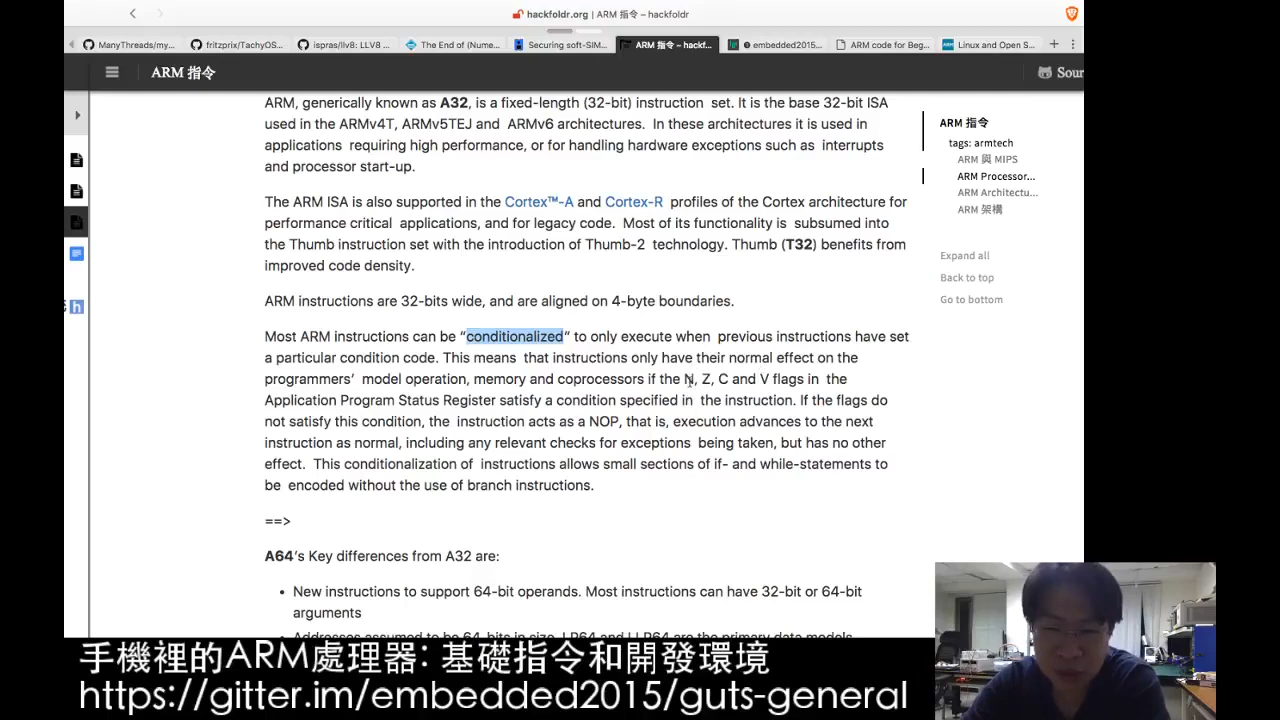 hackfoldr.org | ARM 指令 – hackfoldr
ManyThreads/my...
fritzprix/TachyOS...
ispras/llv8: LLV8 ...
The End of (Nume...
Securing soft-SIM...
ARM 指令 – hackf...
embedded2015...
ARM code for Beg...
Linux and Open S...
ARM 指令
Sour
ARM, generically known as A32, is a fixed-length (32-bit) instruction set. It is the base 32-bit ISA
used in the ARMv4T, ARMv5TEJ and ARMv6 architectures. In these architectures it is used in
applications requiring high performance, or for handling hardware exceptions such as interrupts
and processor start-up.
The ARM ISA is also supported in the Cortex™-A and Cortex-R profiles of the Cortex architecture for
performance critical applications, and for legacy code. Most of its functionality is subsumed into
the Thumb instruction set with the introduction of Thumb-2 technology. Thumb (T32) benefits from
improved code density.
ARM instructions are 32-bits wide, and are aligned on 4-byte boundaries.
Most ARM instructions can be “conditionalized“ to only execute when previous instructions have set
a particular condition code. This means that instructions only have their normal effect on the
programmers’ model operation, memory and coprocessors if the N, Z, C and V flags in the
Application Program Status Register satisfy a condition specified in the instruction. If the flags do
not satisfy this condition, the instruction acts as a NOP, that is, execution advances to the next
instruction as normal, including any relevant checks for exceptions being taken, but has no other
effect. This conditionalization of instructions allows small sections of if- and while-statements to
be encoded without the use of branch instructions.
==>
A64’s Key differences from A32 are:
• New instructions to support 64-bit operands. Most instructions can have 32-bit or 64-bit
arguments
• Addresses assumed to be 64-bits in size. LP64 and LLP64 are the primary data models
ARM 指令
tags: armtech
ARM 與 MIPS
ARM Processor...
ARM Architectu...
ARM 架構
Expand all
Back to top
Go to bottom
手機裡的ARM處理器: 基礎指令和開發環境
https://gitter.im/embedded2015/guts-general